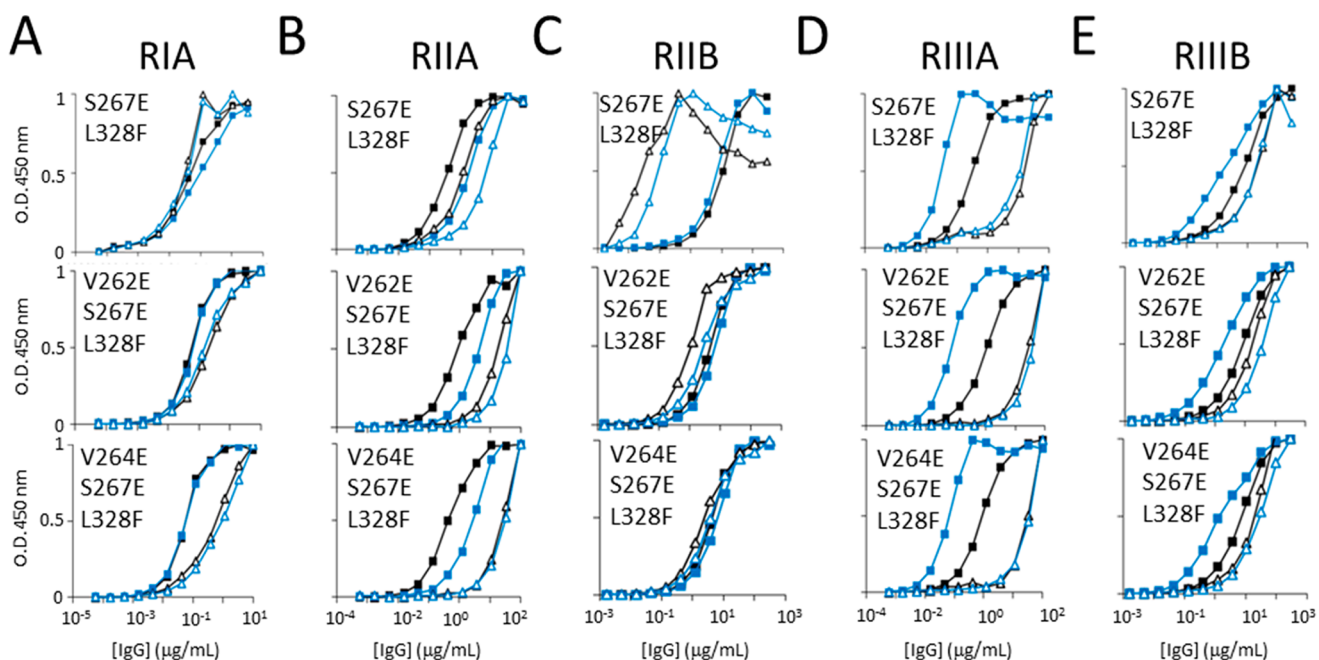 A
RIA
B
RIIA
C
RIIB
D
RIIIA
E
RIIIB
O.D.450 nm
1
0.5
0
S267E
L328F
S267E
L328F
S267E
L328F
S267E
L328F
S267E
L328F
O.D.450 nm
1
0.5
0
V262E
S267E
L328F
V262E
S267E
L328F
V262E
S267E
L328F
V262E
S267E
L328F
V262E
S267E
L328F
O.D.450 nm
1
0.5
0
V264E
S267E
L328F
V264E
S267E
L328F
V264E
S267E
L328F
V264E
S267E
L328F
V264E
S267E
L328F
10⁻⁵ 10⁻³ 10⁻¹ 10¹
10⁻⁴ 10⁻² 10⁰ 10²
10⁻³ 10⁻¹ 10¹ 10³
10⁻⁴ 10⁻² 10⁰ 10²
10⁻³ 10⁻¹ 10¹ 10³
[IgG] (µg/mL)
[IgG] (µg/mL)
[IgG] (µg/mL)
[IgG] (µg/mL)
[IgG] (µg/mL)